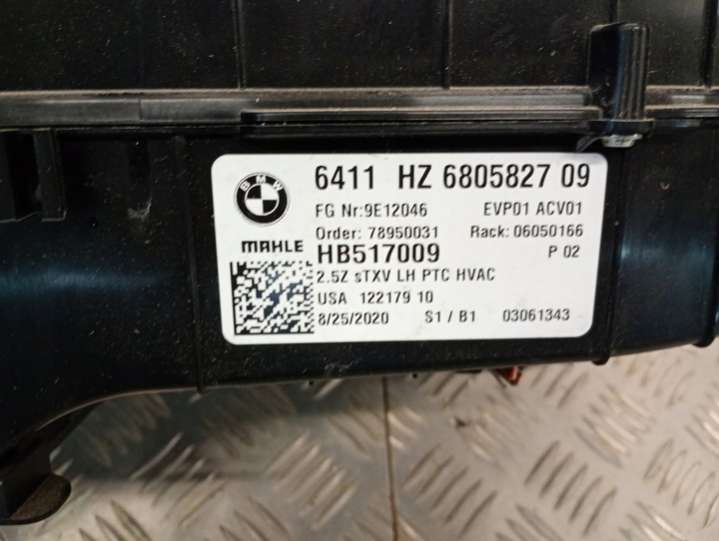 BMW
6411 HZ 6805827 09
FG Nr:9E12046 EVP01 ACV01
Order: 78950031 Rack: 06050166
MAHLE HB517009 P 02
2.5Z sTXV LH PTC HVAC
USA 122179 10
8/25/2020 S1 / B1 03061343